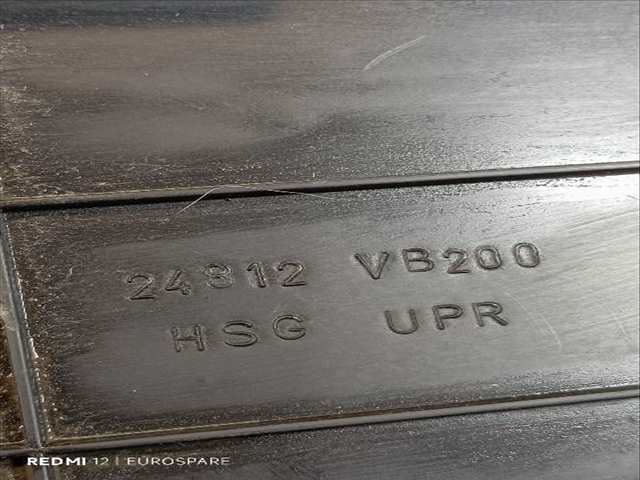 24812 VB200
HSG UPR
REDMI 12 | EUROSPARE